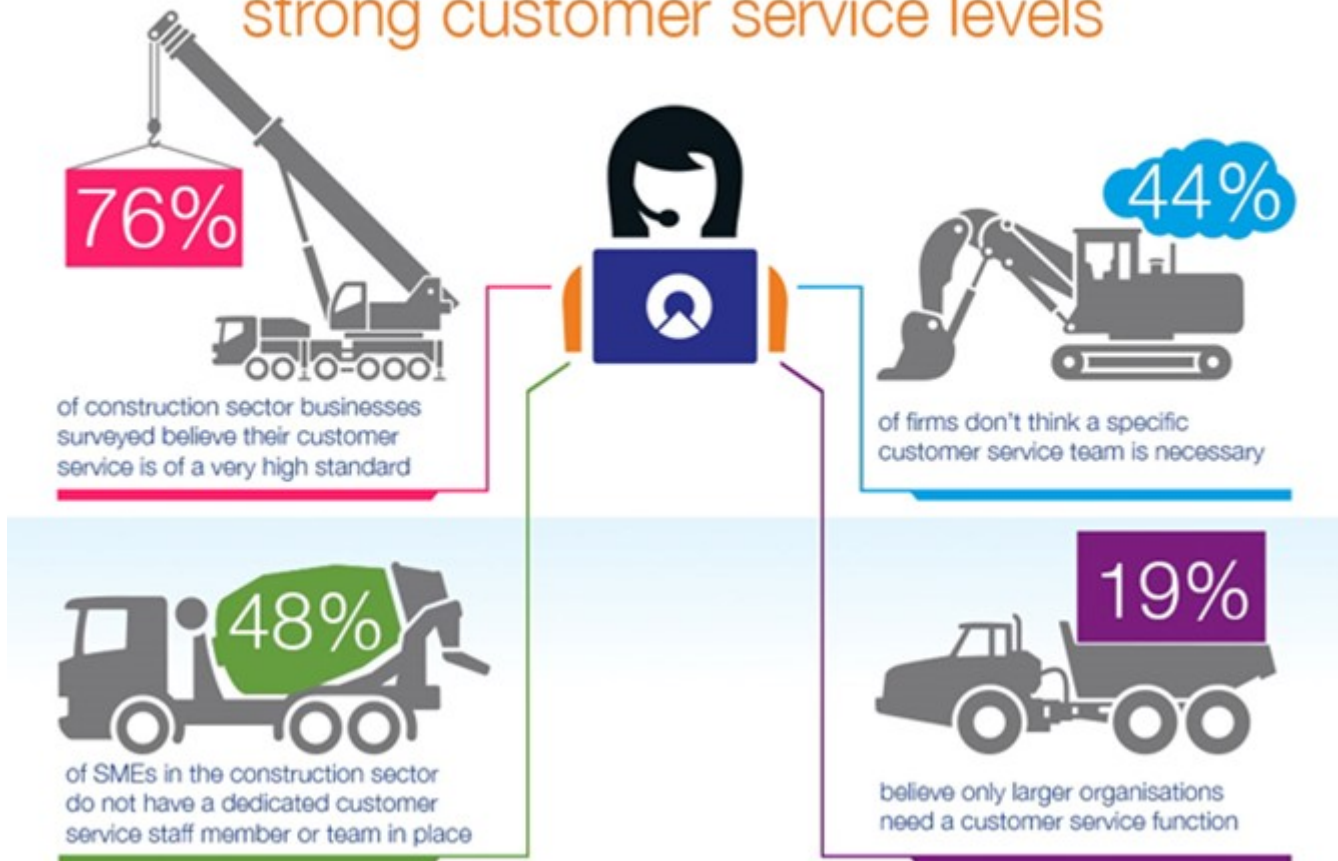 strong customer service levels
76%
of construction sector businesses
surveyed believe their customer
service is of a very high standard
44%
of firms don't think a specific
customer service team is necessary
48%
of SMEs in the construction sector
do not have a dedicated customer
service staff member or team in place
19%
believe only larger organisations
need a customer service function